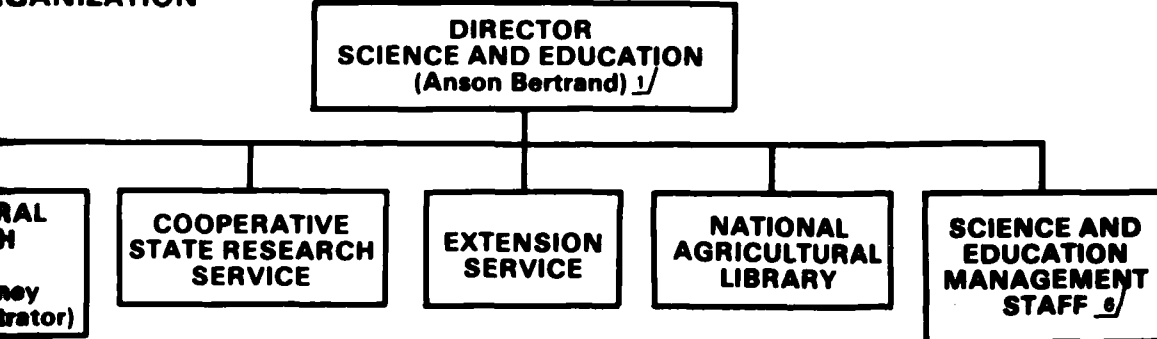 DIRECTOR
SCIENCE AND EDUCATION
(Anson Bertrand) 1/
COOPERATIVE
STATE RESEARCH
SERVICE
EXTENSION
SERVICE
NATIONAL
AGRICULTURAL
LIBRARY
SCIENCE AND
EDUCATION
MANAGEMENT
STAFF 6/